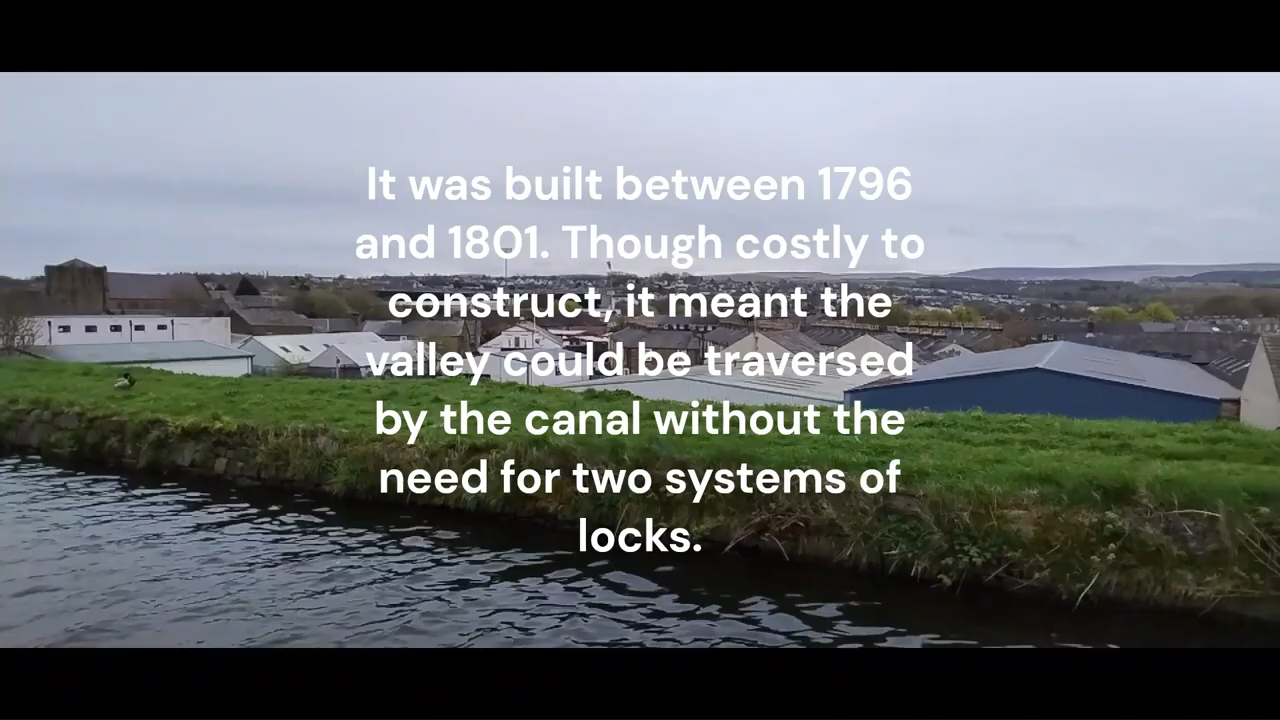 It was built between 1796
and 1801. Though costly to
construct, it meant the
valley could be traversed
by the canal without the
need for two systems of
locks.